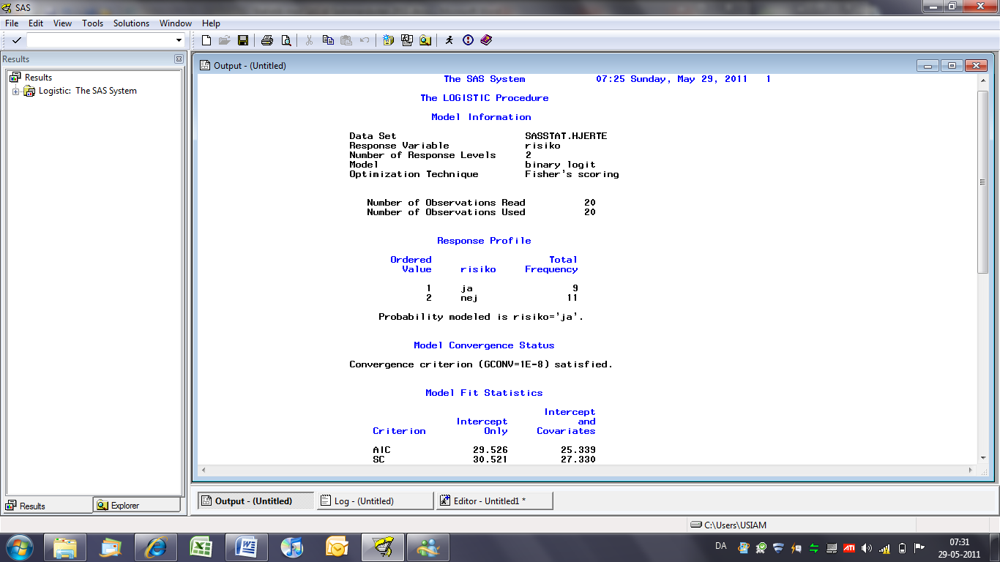 SAS
File Edit View Tools Solutions Window Help
Results
Results
Logistic: The SAS System
Results
Explorer
Output - (Untitled)
The SAS System 07:25 Sunday, May 29, 2011 1
The LOGISTIC Procedure
Model Information
Data Set SASSTAT.HJERTE
Response Variable risiko
Number of Response Levels 2
Model binary logit
Optimization Technique Fisher's scoring
Number of Observations Read 20
Number of Observations Used 20
Response Profile
Ordered Total
Value risiko Frequency
1 ja 9
2 nej 11
Probability modeled is risiko='ja'.
Model Convergence Status
Convergence criterion (GCONV=1E-8) satisfied.
Model Fit Statistics
Intercept
Intercept and
Criterion Only Covariates
AIC 29.526 25.339
SC 30.521 27.330
Output - (Untitled) Log - (Untitled) Editor - Untitled1 *
C:\Users\USIAM
DA ATI 07:31
29-05-2011